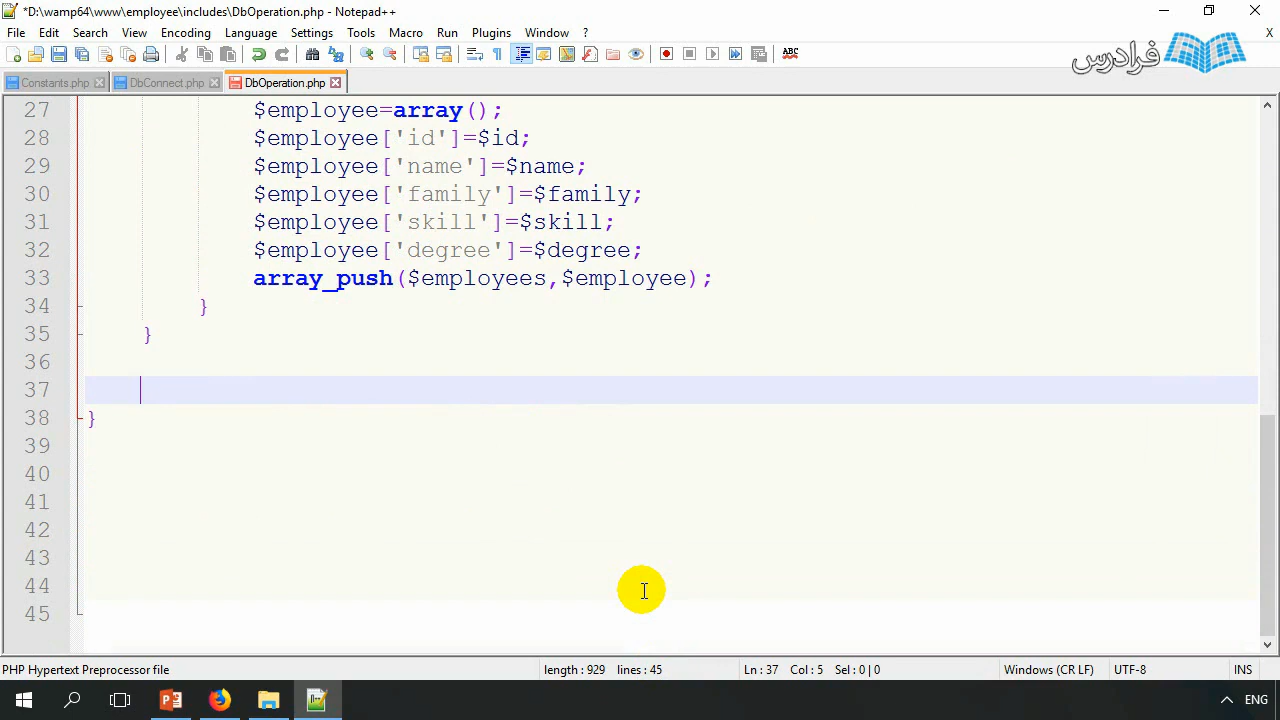 *D:\wamp64\www\employee\includes\DbOperation.php - Notepad++
File Edit Search View Encoding Language Settings Tools Macro Run Plugins Window ? X
ABC
فرادرس
Constants.php DbConnect.php DbOperation.php
27 $employee=array();
28 $employee['id']=$id;
29 $employee['name']=$name;
30 $employee['family']=$family;
31 $employee['skill']=$skill;
32 $employee['degree']=$degree;
33 array_push($employees,$employee);
34 }
35 }
36
37
38 }
39
40
41
42
43
44
45
PHP Hypertext Preprocessor file length : 929 lines : 45 Ln : 37 Col : 5 Sel : 0 | 0 Windows (CR LF) UTF-8 INS
ENG